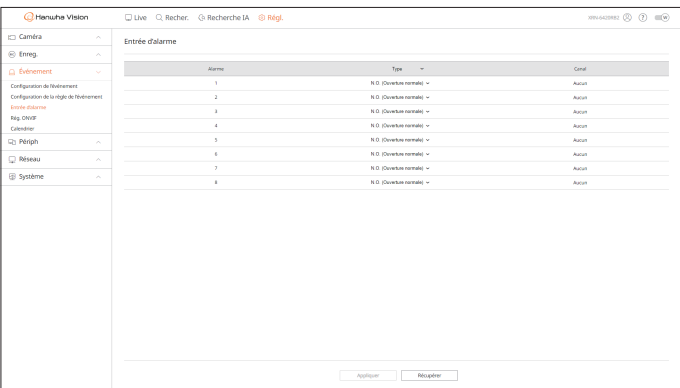 Hanwha Vision
Live Recher. Recherche IA Régl.
XRN-6420RB2
Caméra
Enreg.
Événement
Configuration de l'événement
Configuration de la règle de l'événement
Entrée d'alarme
Rég. ONVIF
Calendrier
Périph
Réseau
Système
Entrée d'alarme
Alarme Type Canal
1 N.O. (Ouverture normale) Aucun
2 N.O. (Ouverture normale) Aucun
3 N.O. (Ouverture normale) Aucun
4 N.O. (Ouverture normale) Aucun
5 N.O. (Ouverture normale) Aucun
6 N.O. (Ouverture normale) Aucun
7 N.O. (Ouverture normale) Aucun
8 N.O. (Ouverture normale) Aucun
Appliquer Récupérer